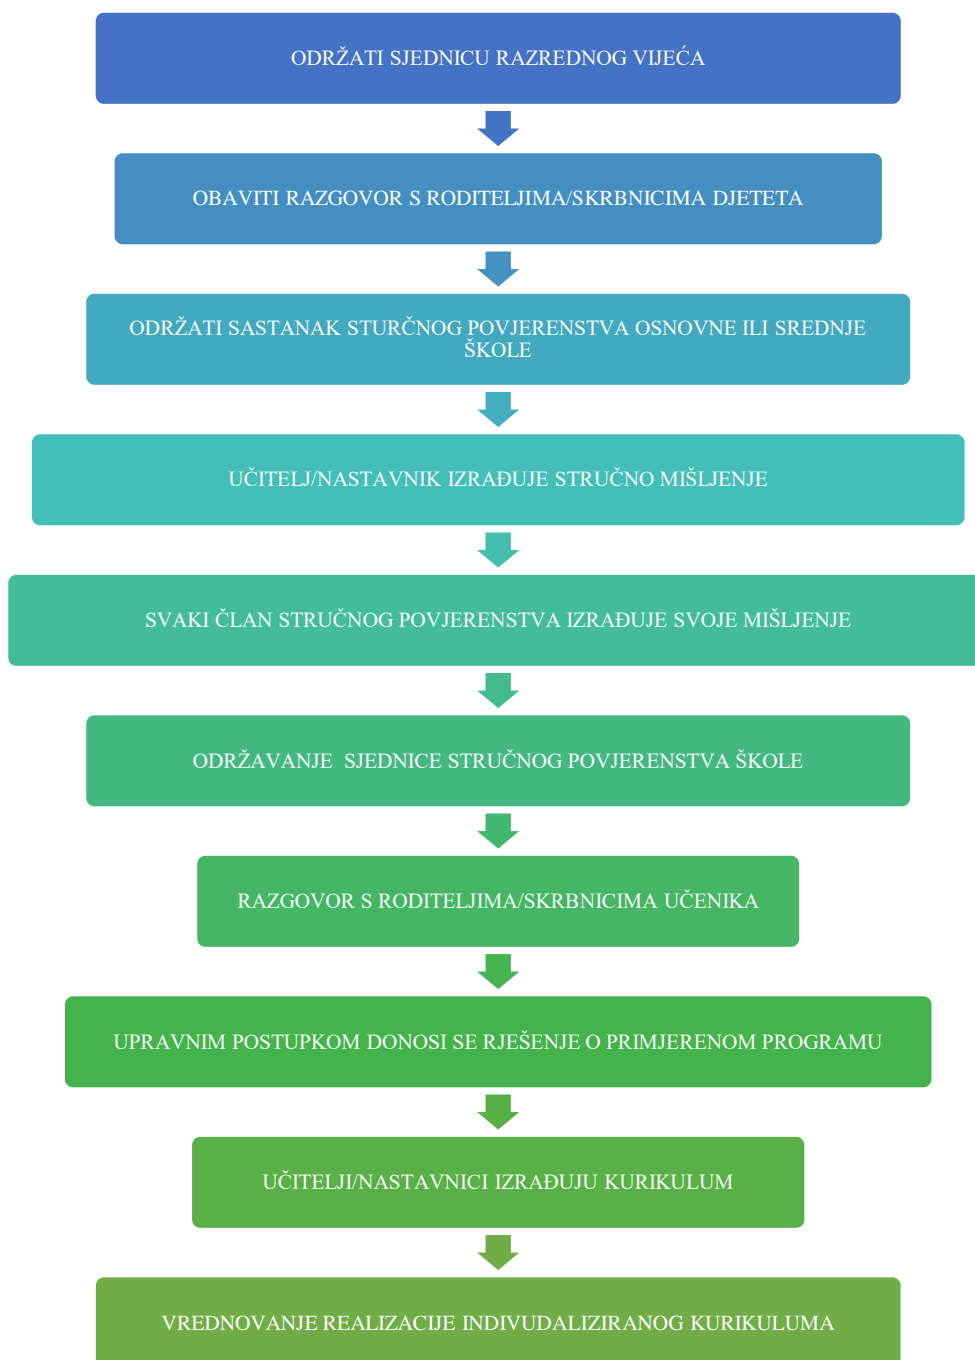 ODRŽATI SJEDNICU RAZREDNOG VIJEĆA
OBAVITI RAZGOVOR S RODITELJIMA/SKRBNICIMA DJETETA
ODRŽATI SASTANAK STURČNOG POVJERENSTVA OSNOVNE ILI SREDNJE
ŠKOLE
UČITELJ/NASTAVNIK IZRAĐUJE STRUČNO MIŠLJENJE
SVAKI ČLAN STRUČNOG POVJERENSTVA IZRAĐUJE SVOJE MIŠLJENJE
ODRŽAVANJE  SJEDNICE STRUČNOG POVJERENSTVA ŠKOLE
RAZGOVOR S RODITELJIMA/SKRBNICIMA UČENIKA
UPRAVNIM POSTUPKOM DONOSI SE RJEŠENJE O PRIMJERENOM PROGRAMU
UČITELJI/NASTAVNICI IZRAĐUJU KURIKULUM
VREDNOVANJE REALIZACIJE INDIVUDALIZIRANOG KURIKULUMA